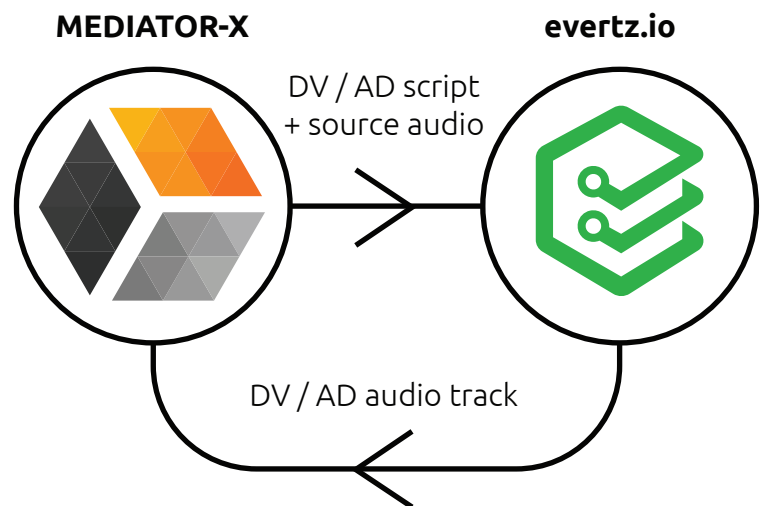 MEDIATOR-X
evertz.io
DV / AD script
+ source audio
DV / AD audio track